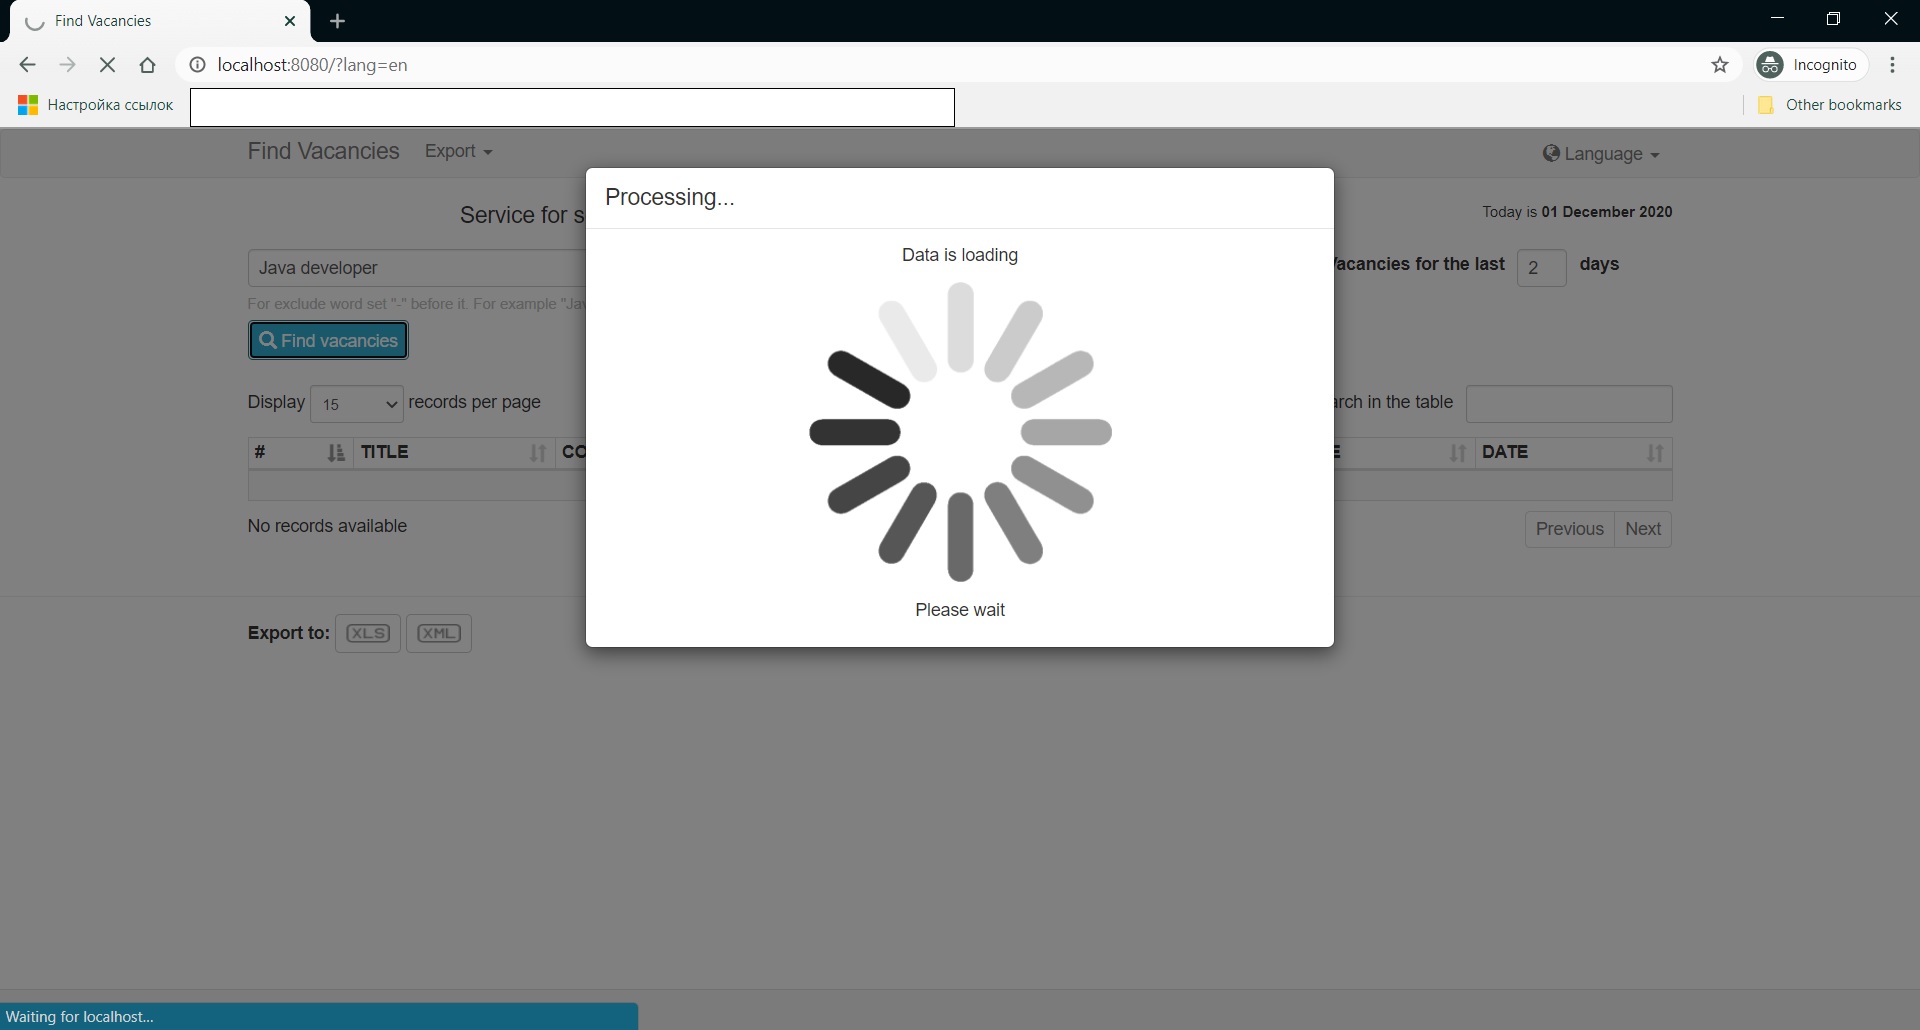 Find Vacancies
localhost:8080/?lang=en
Incognito
Настройка ссылок
Other bookmarks
Find Vacancies Export
Language
Processing...
Service for s
Today is 01 December 2020
Data is loading
Java developer
acancies for the last 2 days
For exclude word set "-" before it. For example "Jav
Find vacancies
Display 15 records per page
rch in the table
# TITLE CO
E DATE
No records available
Previous Next
Please wait
Export to: XLS XML
Waiting for localhost...